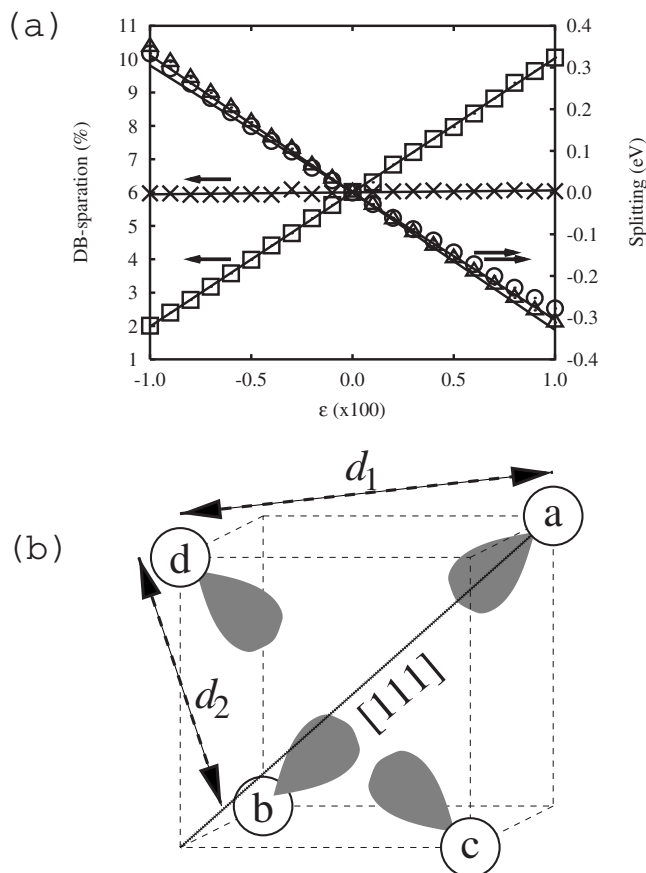 (a)
11
10
9
8
7
6
5
4
3
2
1
DB-sparation (%)
0.4
0.3
0.2
0.1
0.0
-0.1
-0.2
-0.3
-0.4
Splitting (eV)
-1.0 -0.5 0.0 0.5 1.0
ε (x100)
(b)
d1
a
d
[111]
d2
b
c